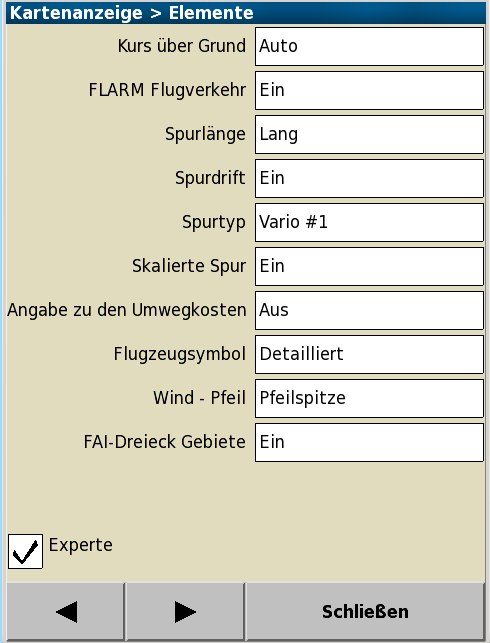 Kartenanzeige > Elemente
Kurs über Grund Auto
FLARM Flugverkehr Ein
Spurlänge Lang
Spurdrift Ein
Spurtyp Vario #1
Skalierte Spur Ein
Angabe zu den Umwegkosten Aus
Flugzeugsymbol Detailliert
Wind - Pfeil Pfeilspitze
FAI-Dreieck Gebiete Ein
Experte
Schließen